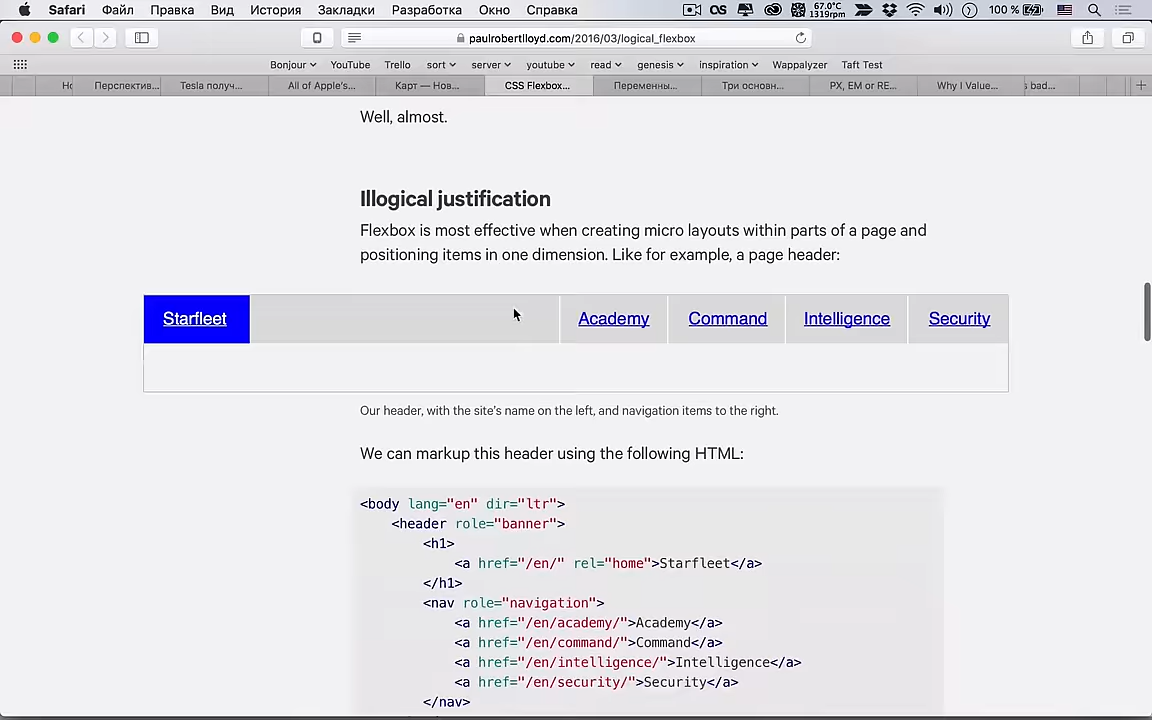 Safari Файл Правка Вид История Закладки Разработка Окно Справка OS 67.0°C 1319rpm 100 %
paulrobertlloyd.com/2016/03/logical_flexbox
Bonjour YouTube Trello sort server youtube read genesis inspiration Wappalyzer Taft Test
Перспектив... Tesla получ... All of Apple's... Карт — Нов... CSS Flexbox... Переменны... Три основн... PX, EM or RE... Why I Value... bad...
Well, almost.
Illogical justification
Flexbox is most effective when creating micro layouts within parts of a page and
positioning items in one dimension. Like for example, a page header:
Starfleet Academy Command Intelligence Security
Our header, with the site's name on the left, and navigation items to the right.
We can markup this header using the following HTML:
<body lang="en" dir="ltr">
<header role="banner">
<h1>
<a href="/en/" rel="home">Starfleet</a>
</h1>
<nav role="navigation">
<a href="/en/academy/">Academy</a>
<a href="/en/command/">Command</a>
<a href="/en/intelligence/">Intelligence</a>
<a href="/en/security/">Security</a>
</nav>